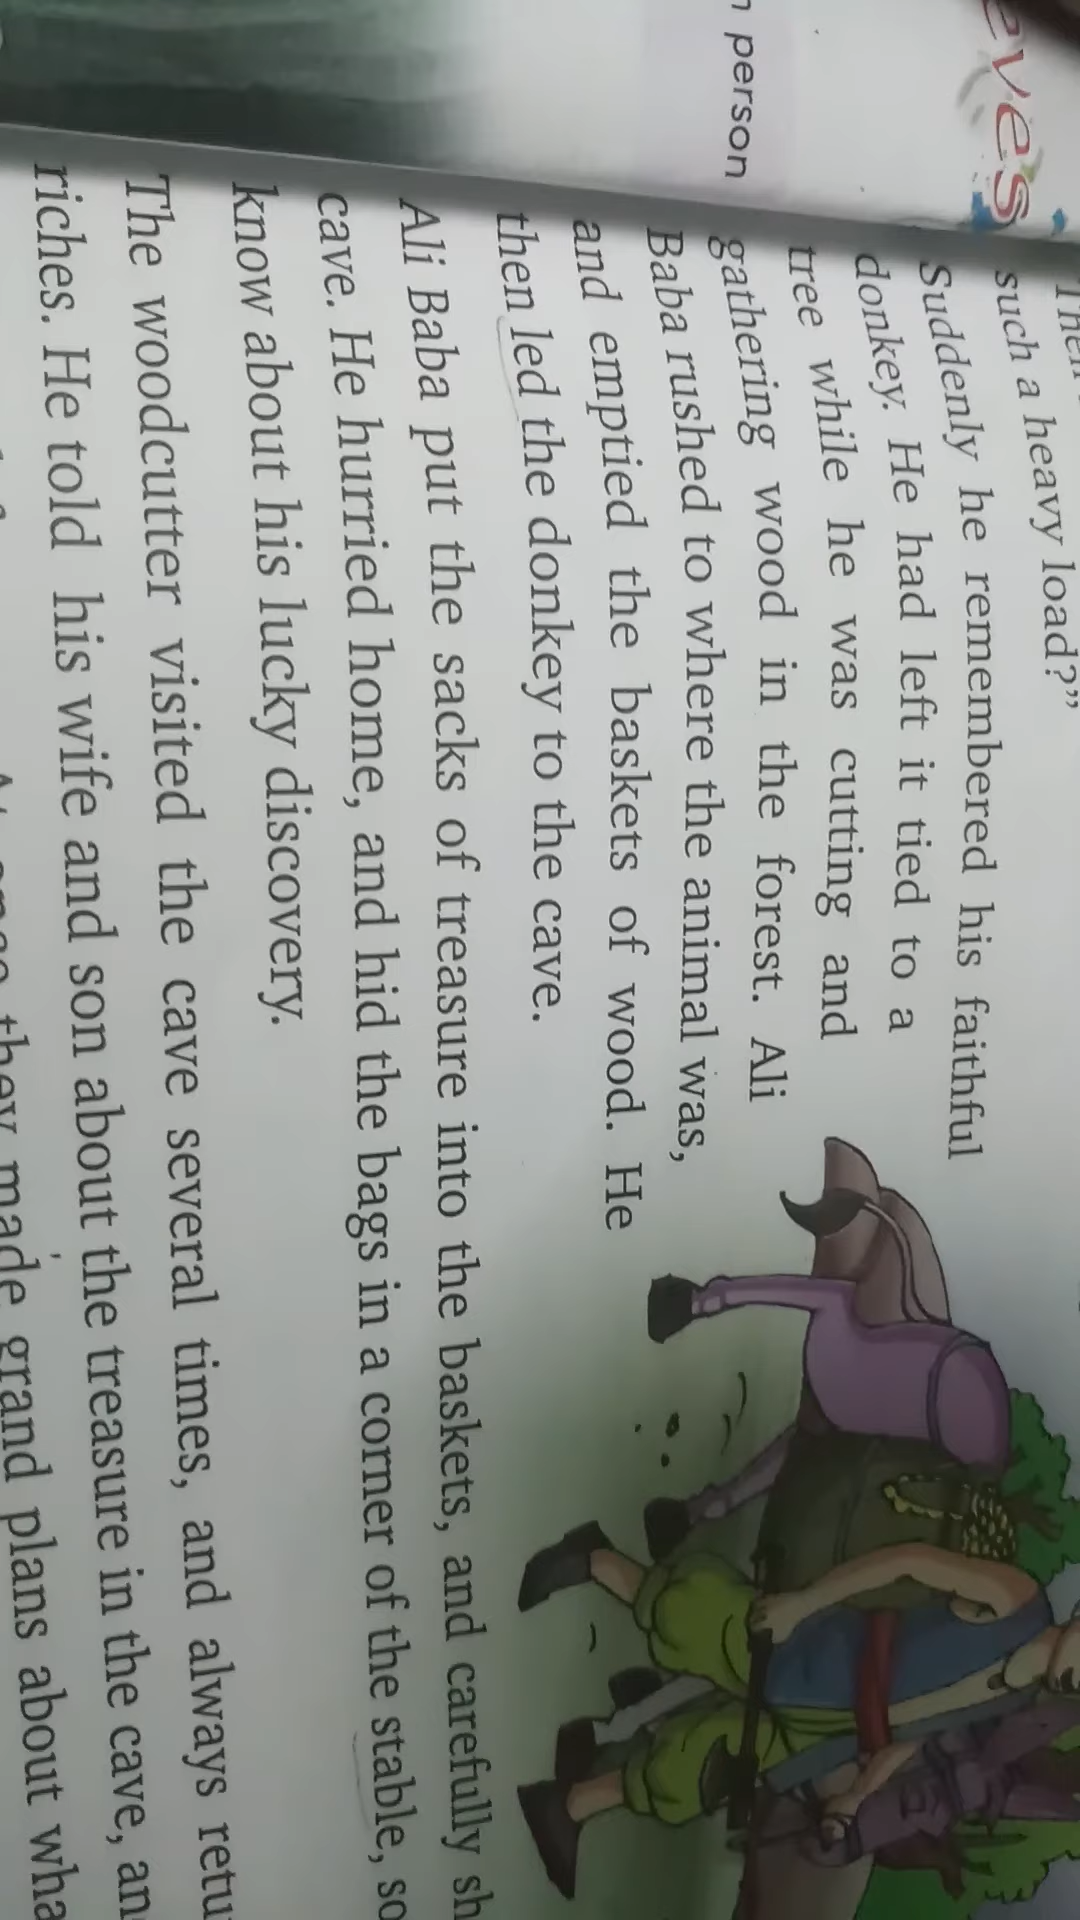 person
such a heavy load?”
Suddenly he remembered his faithful
donkey. He had left it tied to a
tree while he was cutting and
gathering wood in the forest. Ali
Baba rushed to where the animal was,
and emptied the baskets of wood. He
then led the donkey to the cave.
Ali Baba put the sacks of treasure into the baskets, and carefully
cave. He hurried home, and hid the bags in a corner of the stable, so
know about his lucky discovery.
The woodcutter visited the cave several times, and always
riches. He told his wife and son about the treasure in the cave,
they made grand plans about